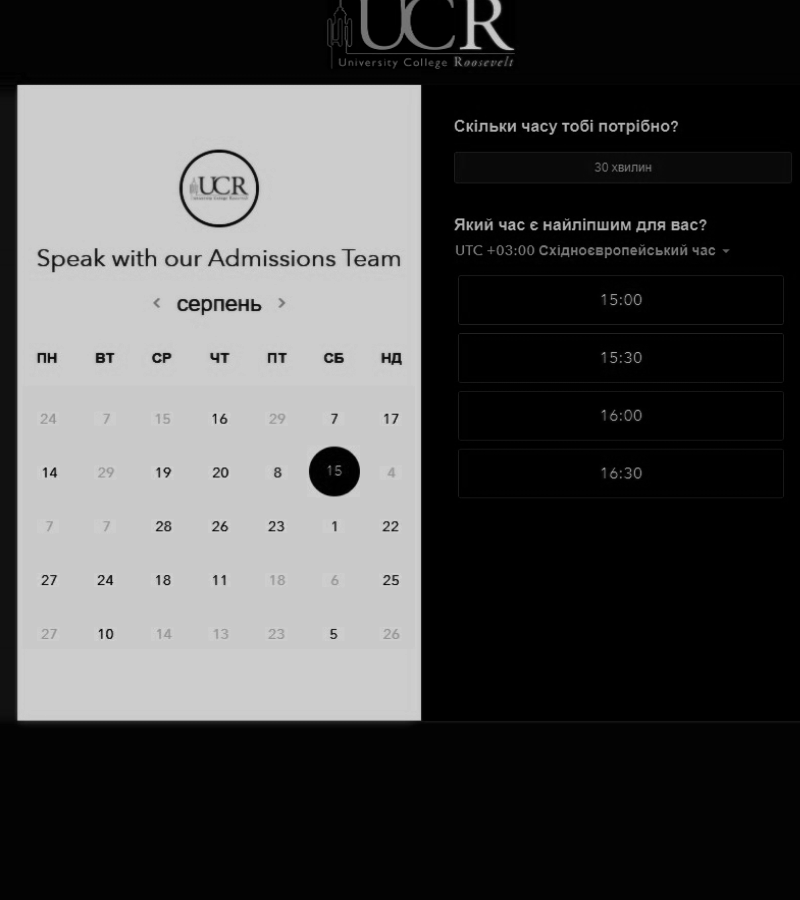 UCR
University College Roosevelt
UCR
Speak with our Admissions Team
серпень
ПН ВТ СР ЧТ ПТ СБ НД
24 7 15 16 29 7 17
14 29 19 20 8 15 4
7 7 28 26 23 1 22
27 24 18 11 18 6 25
27 10 14 13 23 5 26
Скільки часу тобі потрібно?
30 хвилин
Який час є найліпшим для вас?
UTC +03:00 Східноєвропейський час
15:00
15:30
16:00
16:30